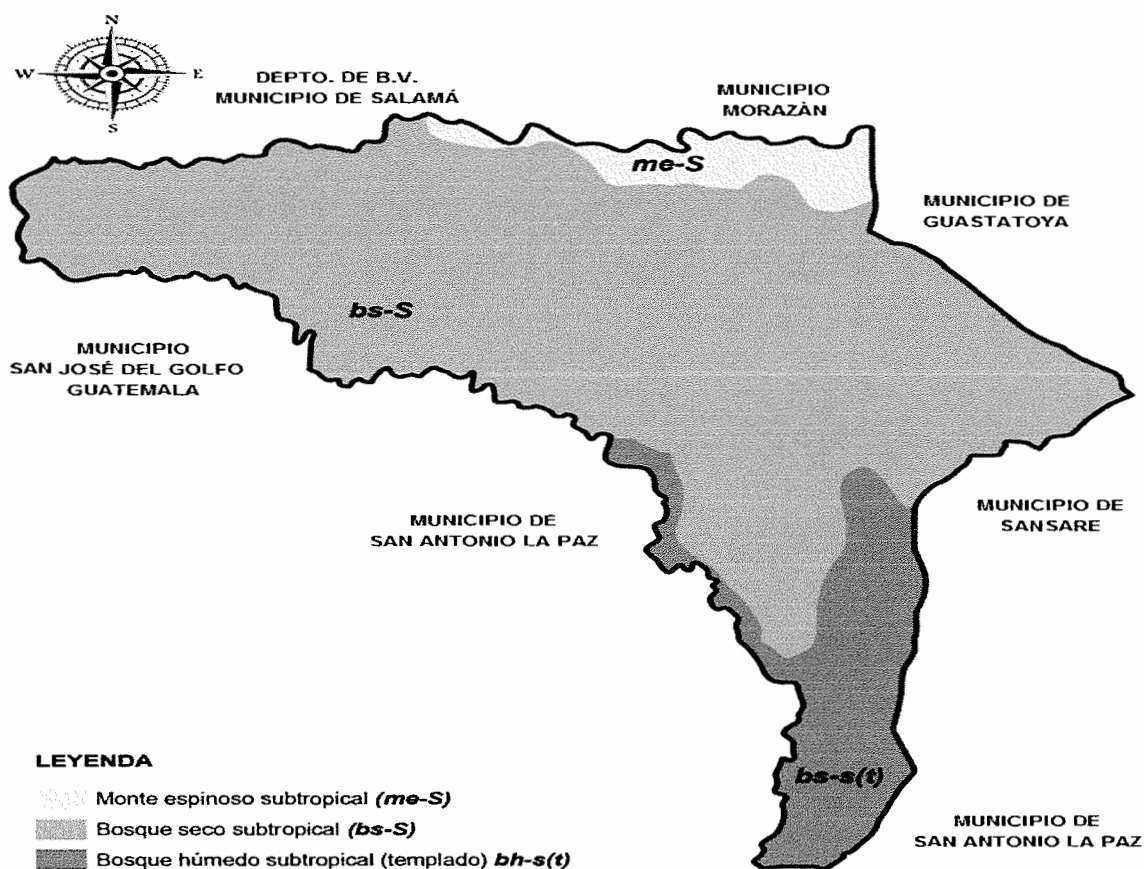 N
W E
S
DEPTO. DE B.V.
MUNICIPIO DE SALAMÁ
MUNICIPIO
MORAZÀN
me-S
MUNICIPIO DE
GUASTATOYA
bs-S
MUNICIPIO
SAN JOSÉ DEL GOLFO
GUATEMALA
MUNICIPIO DE
SAN ANTONIO LA PAZ
MUNICIPIO DE
SANSARE
bs-s(t)
MUNICIPIO DE
SAN ANTONIO LA PAZ
LEYENDA
Monte espinoso subtropical (me-S)
Bosque seco subtropical (bs-S)
Bosque húmedo subtropical (templado) bh-s(t)